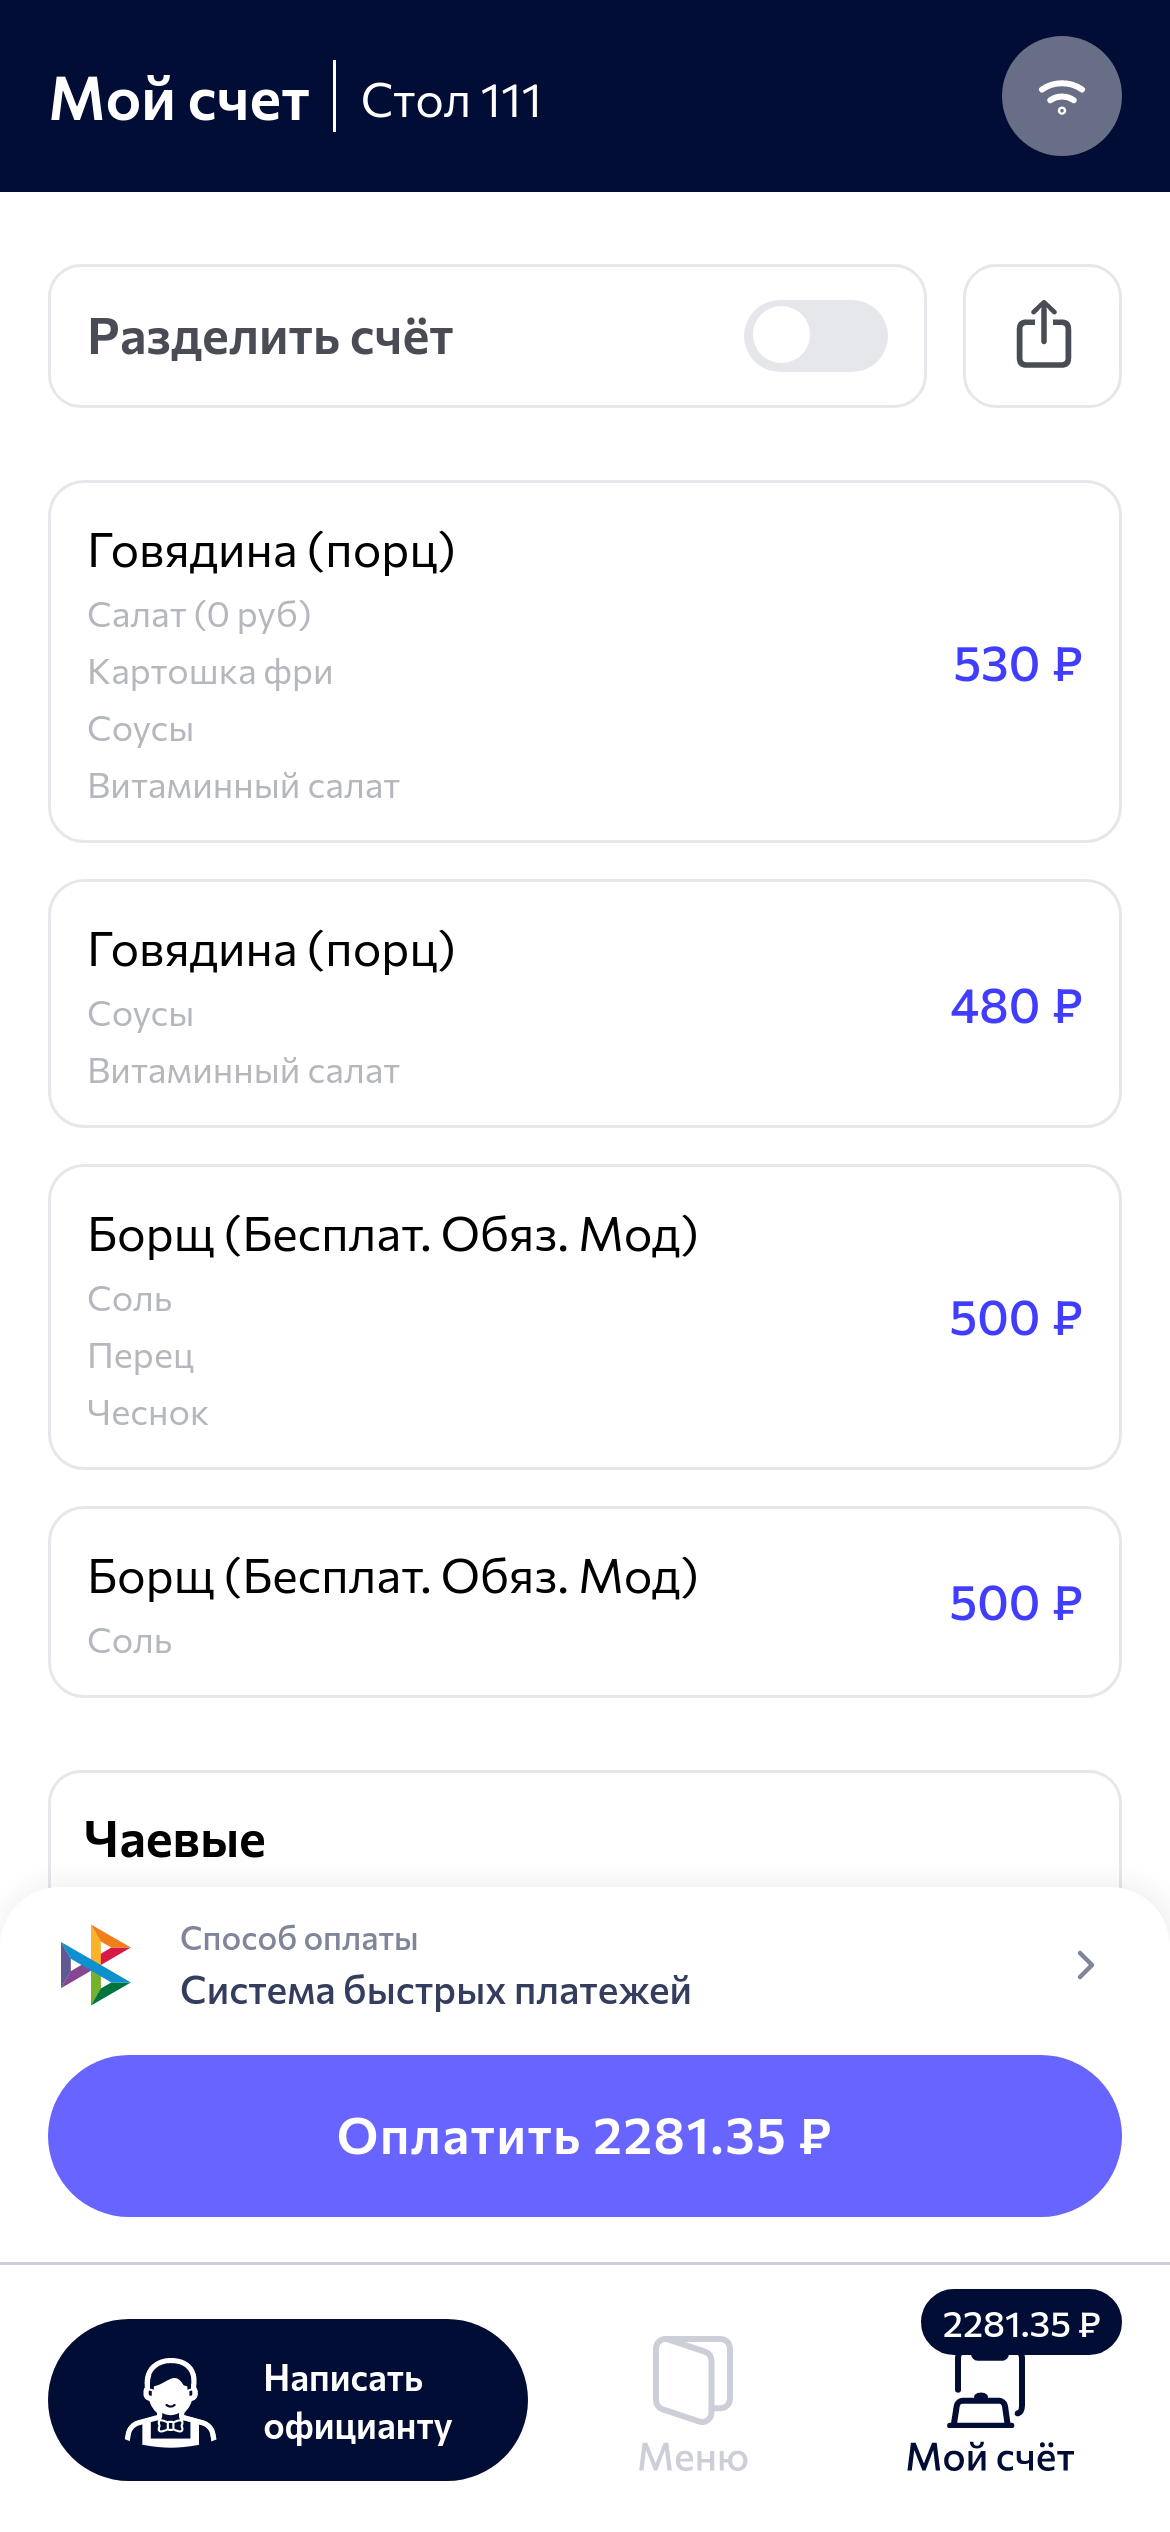 Мой счет
Стол 111
Разделить счёт
Говядина (порц)
Салат (0 руб)
Картошка фри
Соусы
Витаминный салат
530 ₽
Говядина (порц)
Соусы
Витаминный салат
480 ₽
Борщ (Бесплат. Обяз. Мод)
Соль
Перец
Чеснок
500 ₽
Борщ (Бесплат. Обяз. Мод)
Соль
500 ₽
Чаевые
Способ оплаты
Система быстрых платежей
Оплатить 2281.35 ₽
Написать
официанту
Меню
2281.35 ₽
Мой счёт